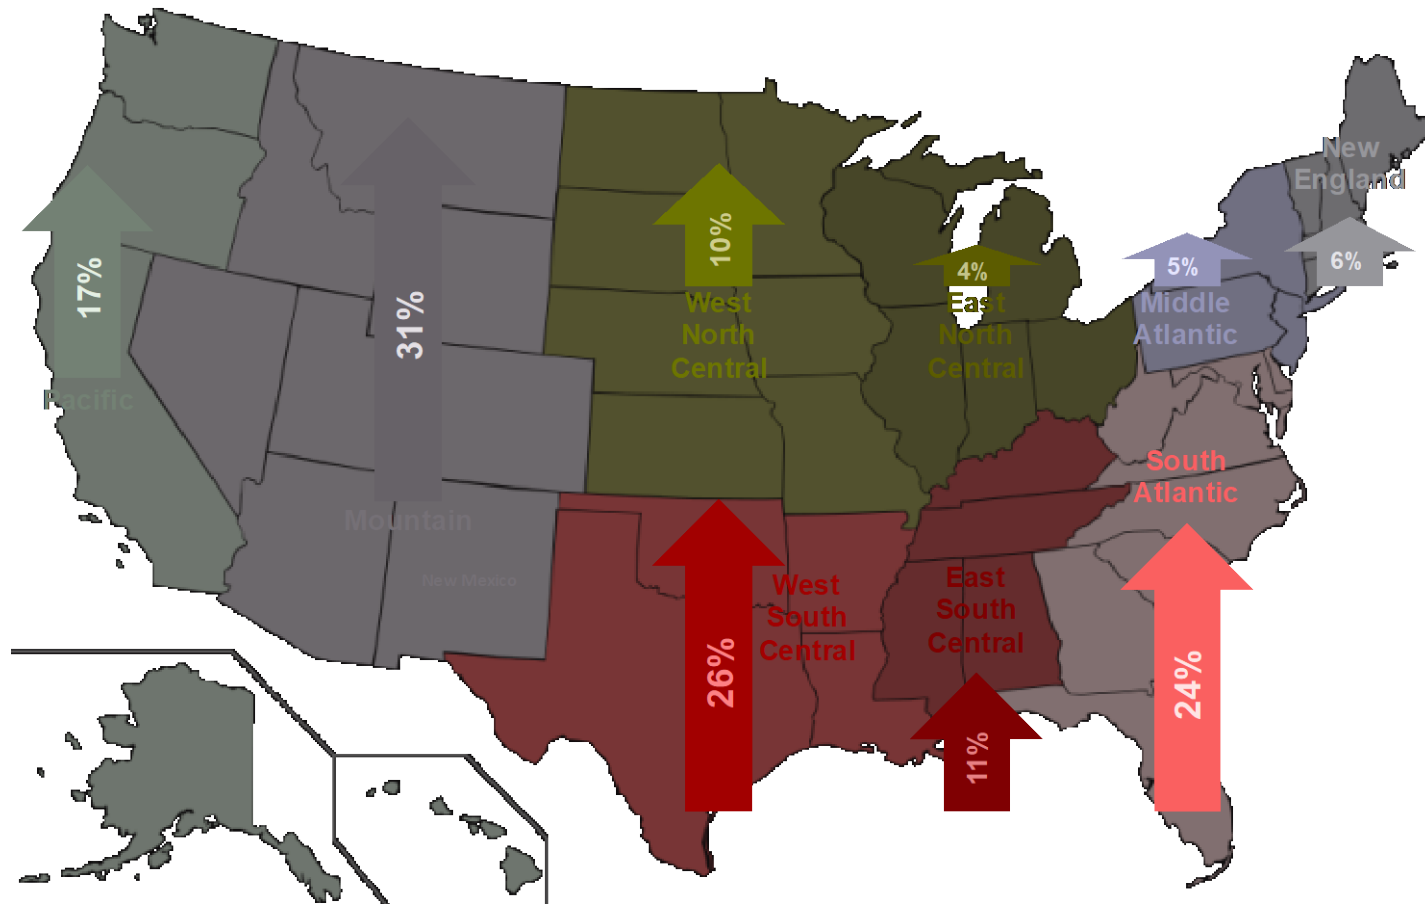 New
England
17%
31%
10%
4%
5%
6%
West
North
Central
East
North
Central
Middle
Atlantic
Pacific
Mountain
New Mexico
South
Atlantic
West
South
Central
East
South
Central
26%
11%
24%